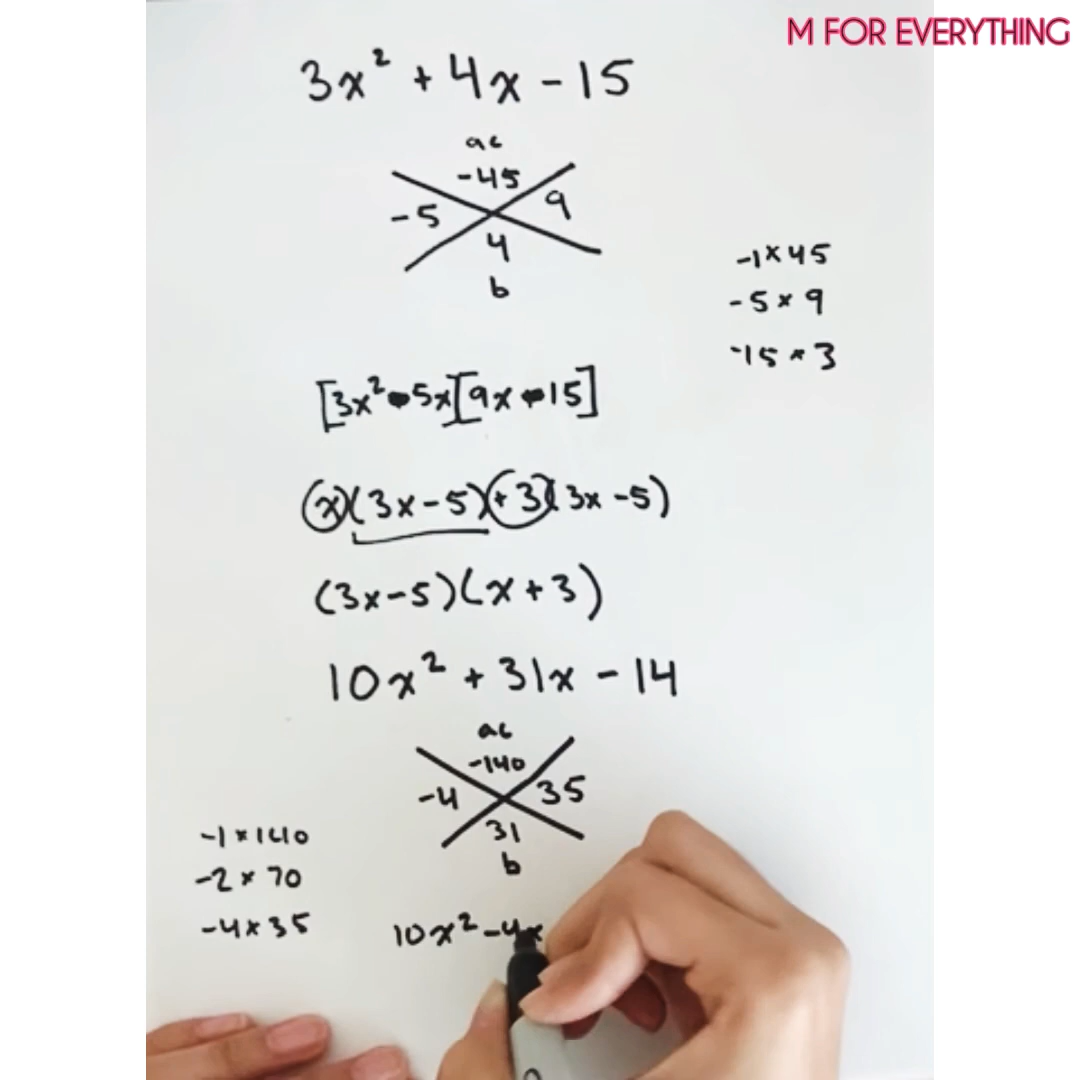 M FOR EVERYTHING
3x² + 4x - 15
ac
-45
-5 9
4
b
-1 × 45
-5 × 9
-15 × 3
[3x² - 5x][9x - 15]
x(3x - 5) + 3(3x - 5)
(3x - 5)(x + 3)
10x² + 31x - 14
ac
-140
-4 35
31
b
-1 × 140
-2 × 70
-4 × 35
10x² - 4x